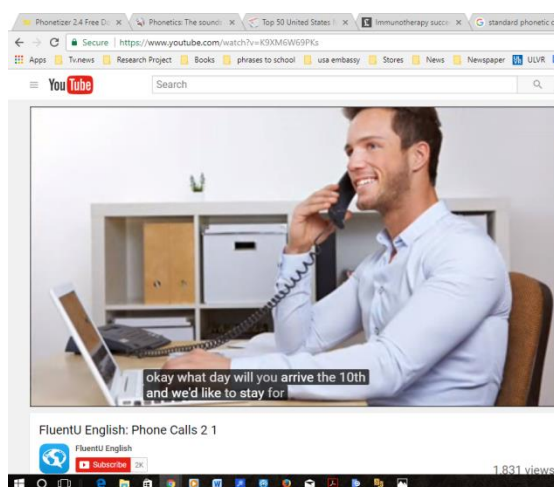 Phonetizer 2.4 Free Do
Phonetics: The sounds
Top 50 United States
Immunotherapy succe
standard phonetic c
Secure | https://www.youtube.com/watch?v=K9XM6W69PKs
Apps Tv.news Research Project Books phrases to school usa embassy Stores News Newspaper ULVR
YouTube Search
okay what day will you arrive the 10th
and we'd like to stay for
FluentU English: Phone Calls 2 1
FluentU English
Subscribe 2K
1,831 views